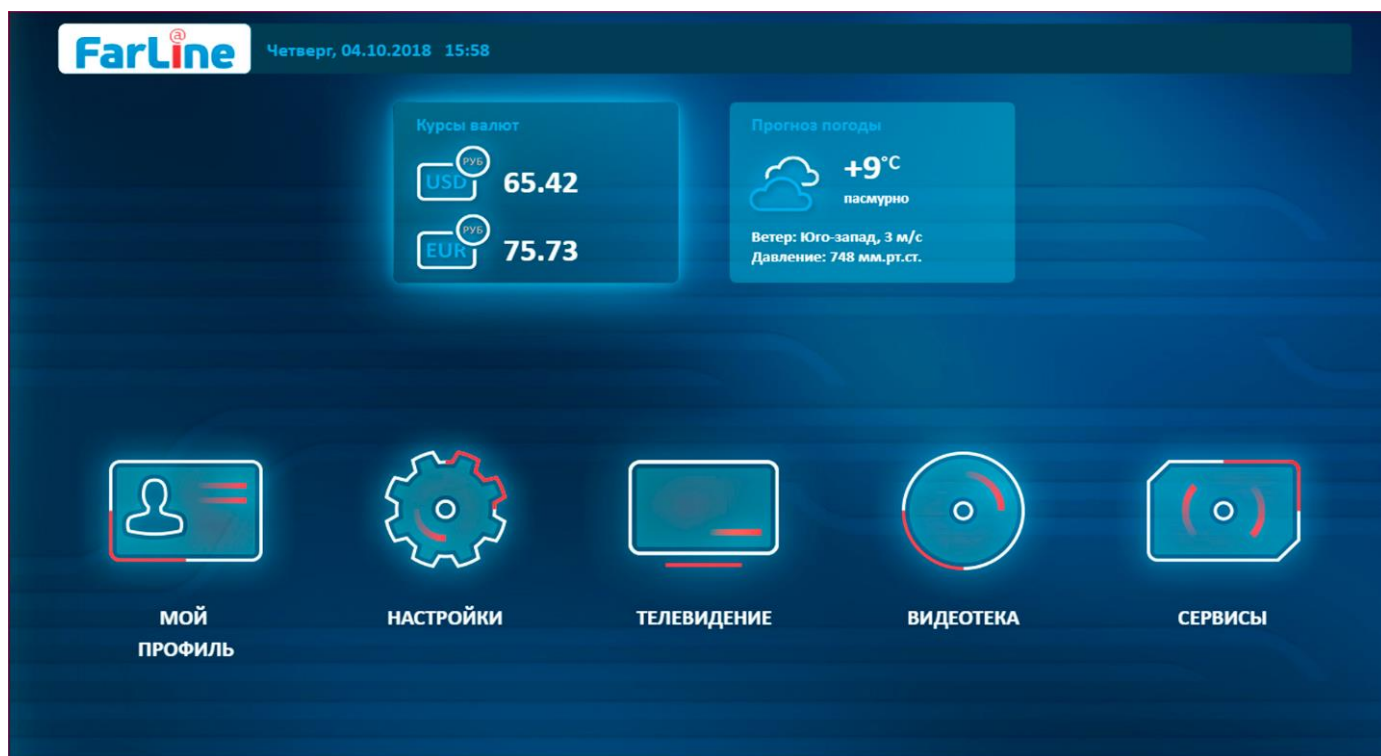 FarLine
@
Четверг, 04.10.2018 15:58
Курсы валют
USD РУБ 65.42
EUR РУБ 75.73
Прогноз погоды
+9°C
пасмурно
Ветер: Юго-запад, 3 м/с
Давление: 748 мм.рт.ст.
МОЙ
ПРОФИЛЬ
НАСТРОЙКИ
ТЕЛЕВИДЕНИЕ
ВИДЕОТЕКА
СЕРВИСЫ